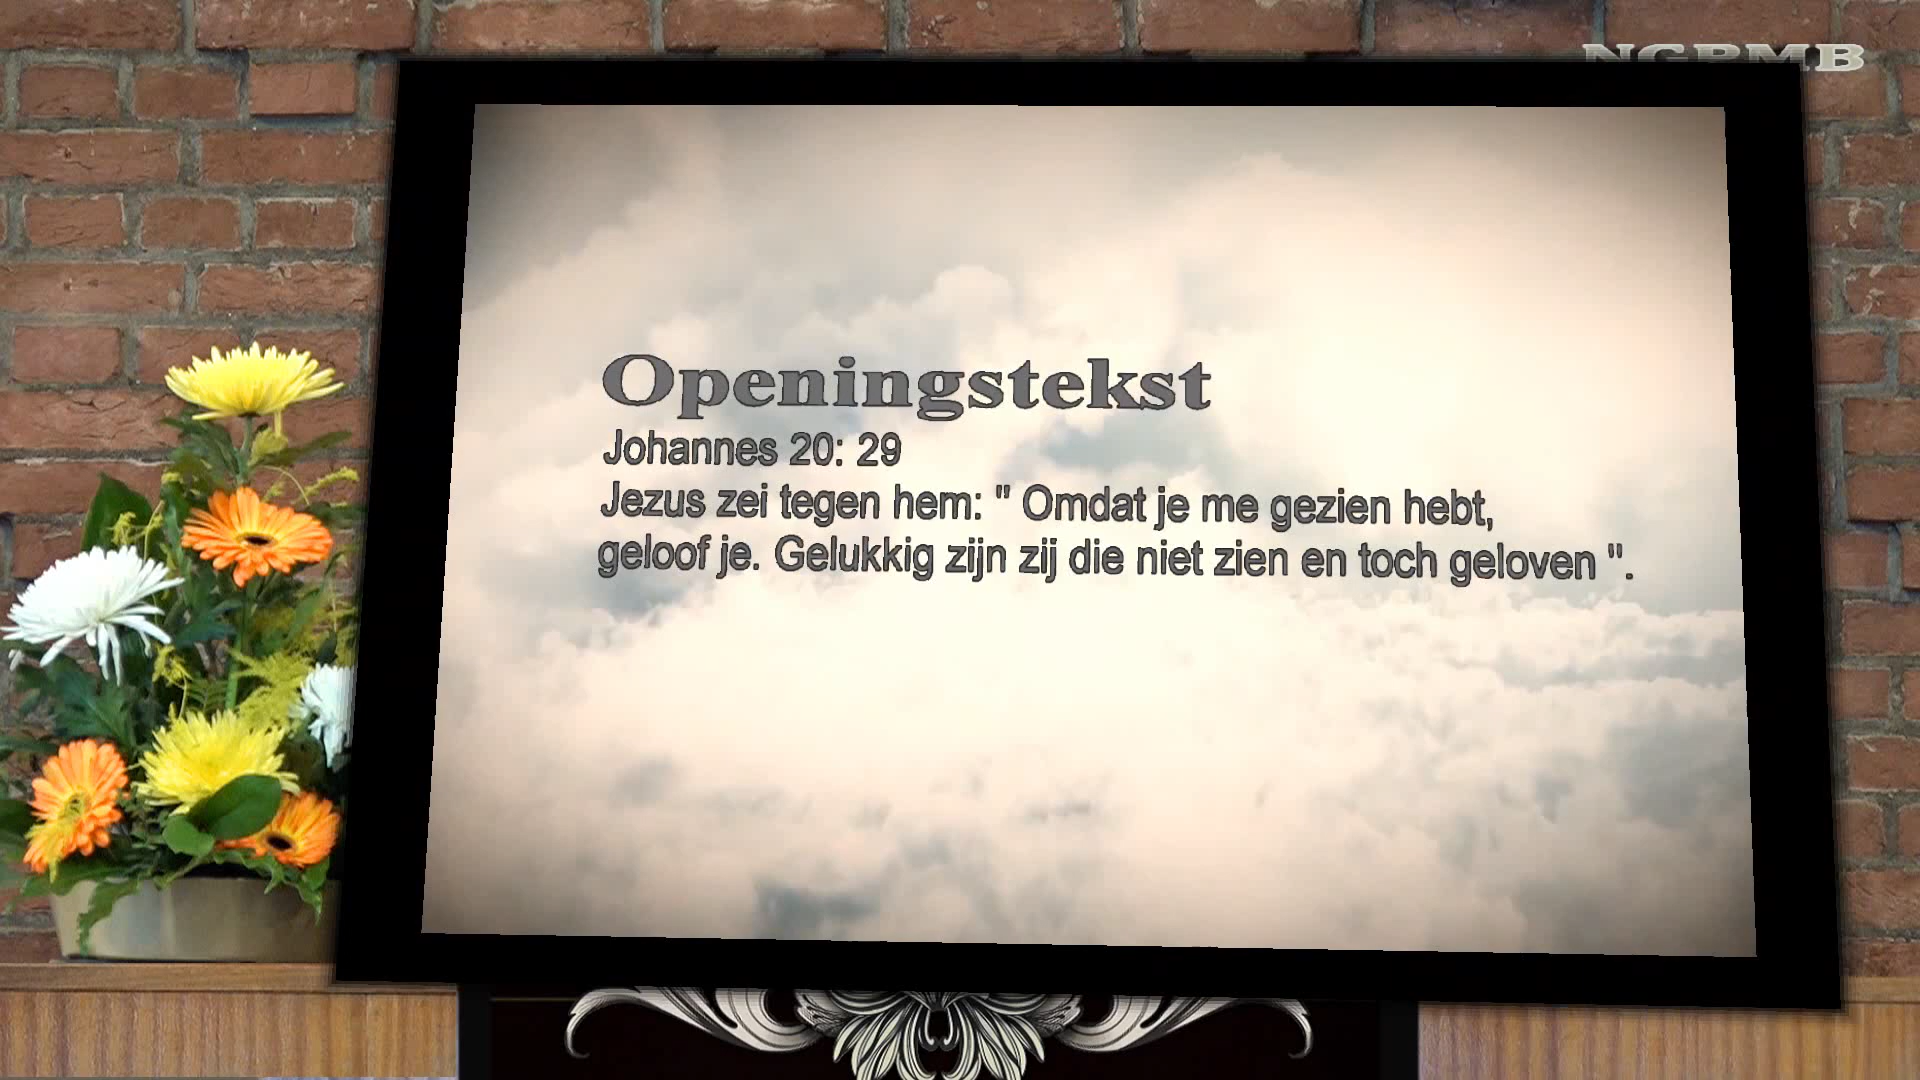 NGPMB
Openingstekst
Johannes 20: 29
Jezus zei tegen hem: " Omdat je me gezien hebt,
geloof je. Gelukkig zijn zij die niet zien en toch geloven ".